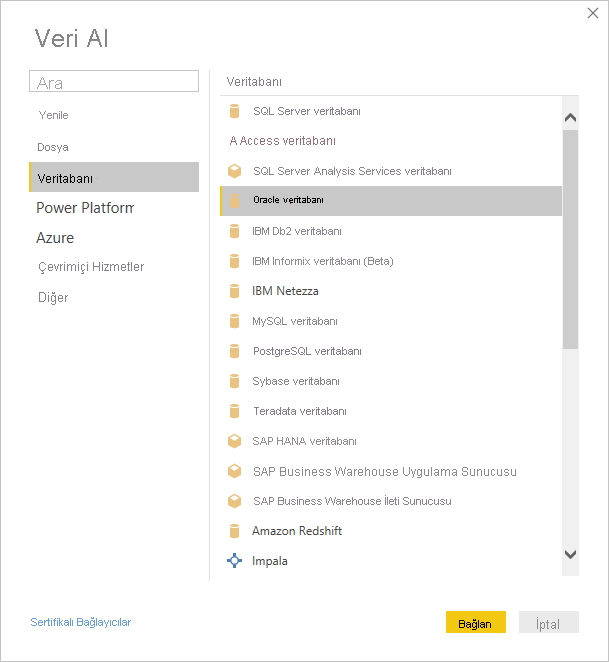 Veri Al
Ara
Yenile
Dosya
Veritabanı
Power Platform
Azure
Çevrimiçi Hizmetler
Diğer
Veritabanı
SQL Server veritabanı
A Access veritabanı
SQL Server Analysis Services veritabanı
Oracle veritabanı
IBM Db2 veritabanı
IBM Informix veritabanı (Beta)
IBM Netezza
MySQL veritabanı
PostgreSQL veritabanı
Sybase veritabanı
Teradata veritabanı
SAP HANA veritabanı
SAP Business Warehouse Uygulama Sunucusu
SAP Business Warehouse İleti Sunucusu
Amazon Redshift
Impala
Sertifikalı Bağlayıcılar
Bağlan
İptal